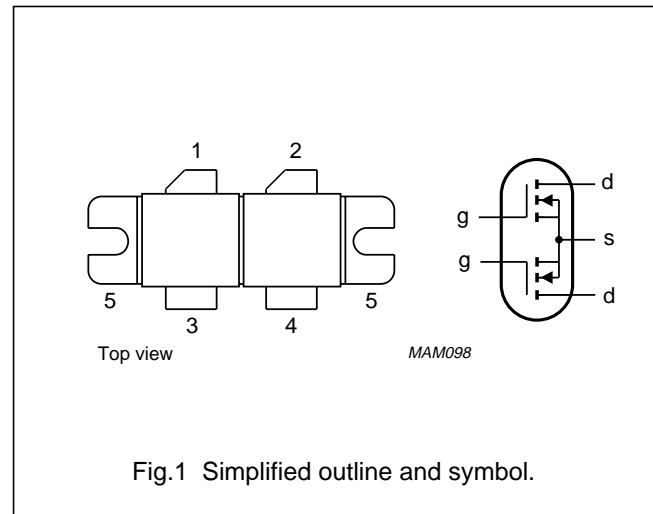 1 2
d
g
s
g
d
5 5
3 4
Top view MAM098
Fig.1 Simplified outline and symbol.